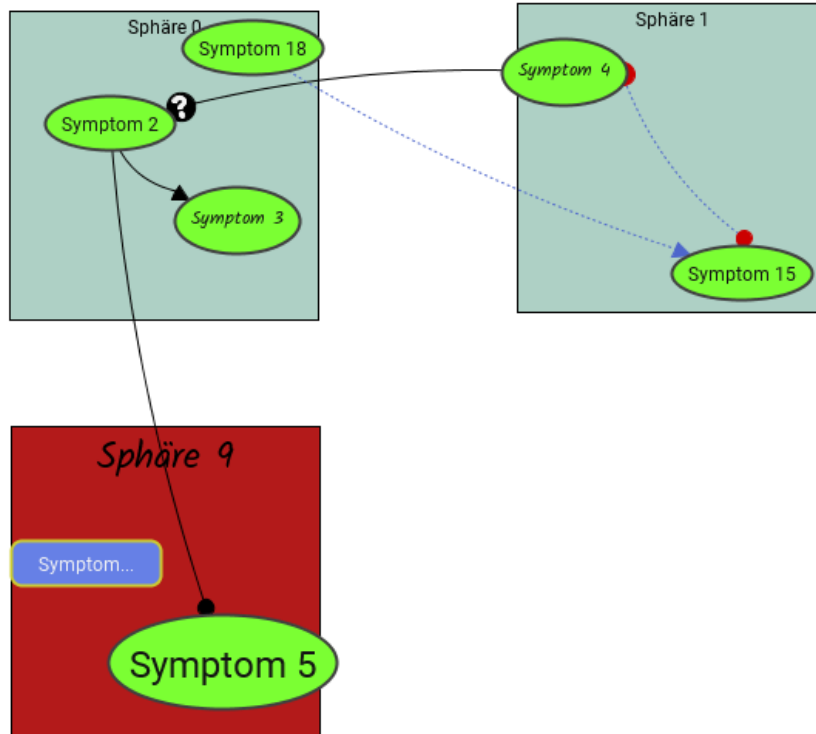 Sphäre 0
Symptom 18
Symptom 2
?
Symptom 3
Sphäre 1
Symptom 4
Symptom 15
Sphäre 9
Symptom...
Symptom 5